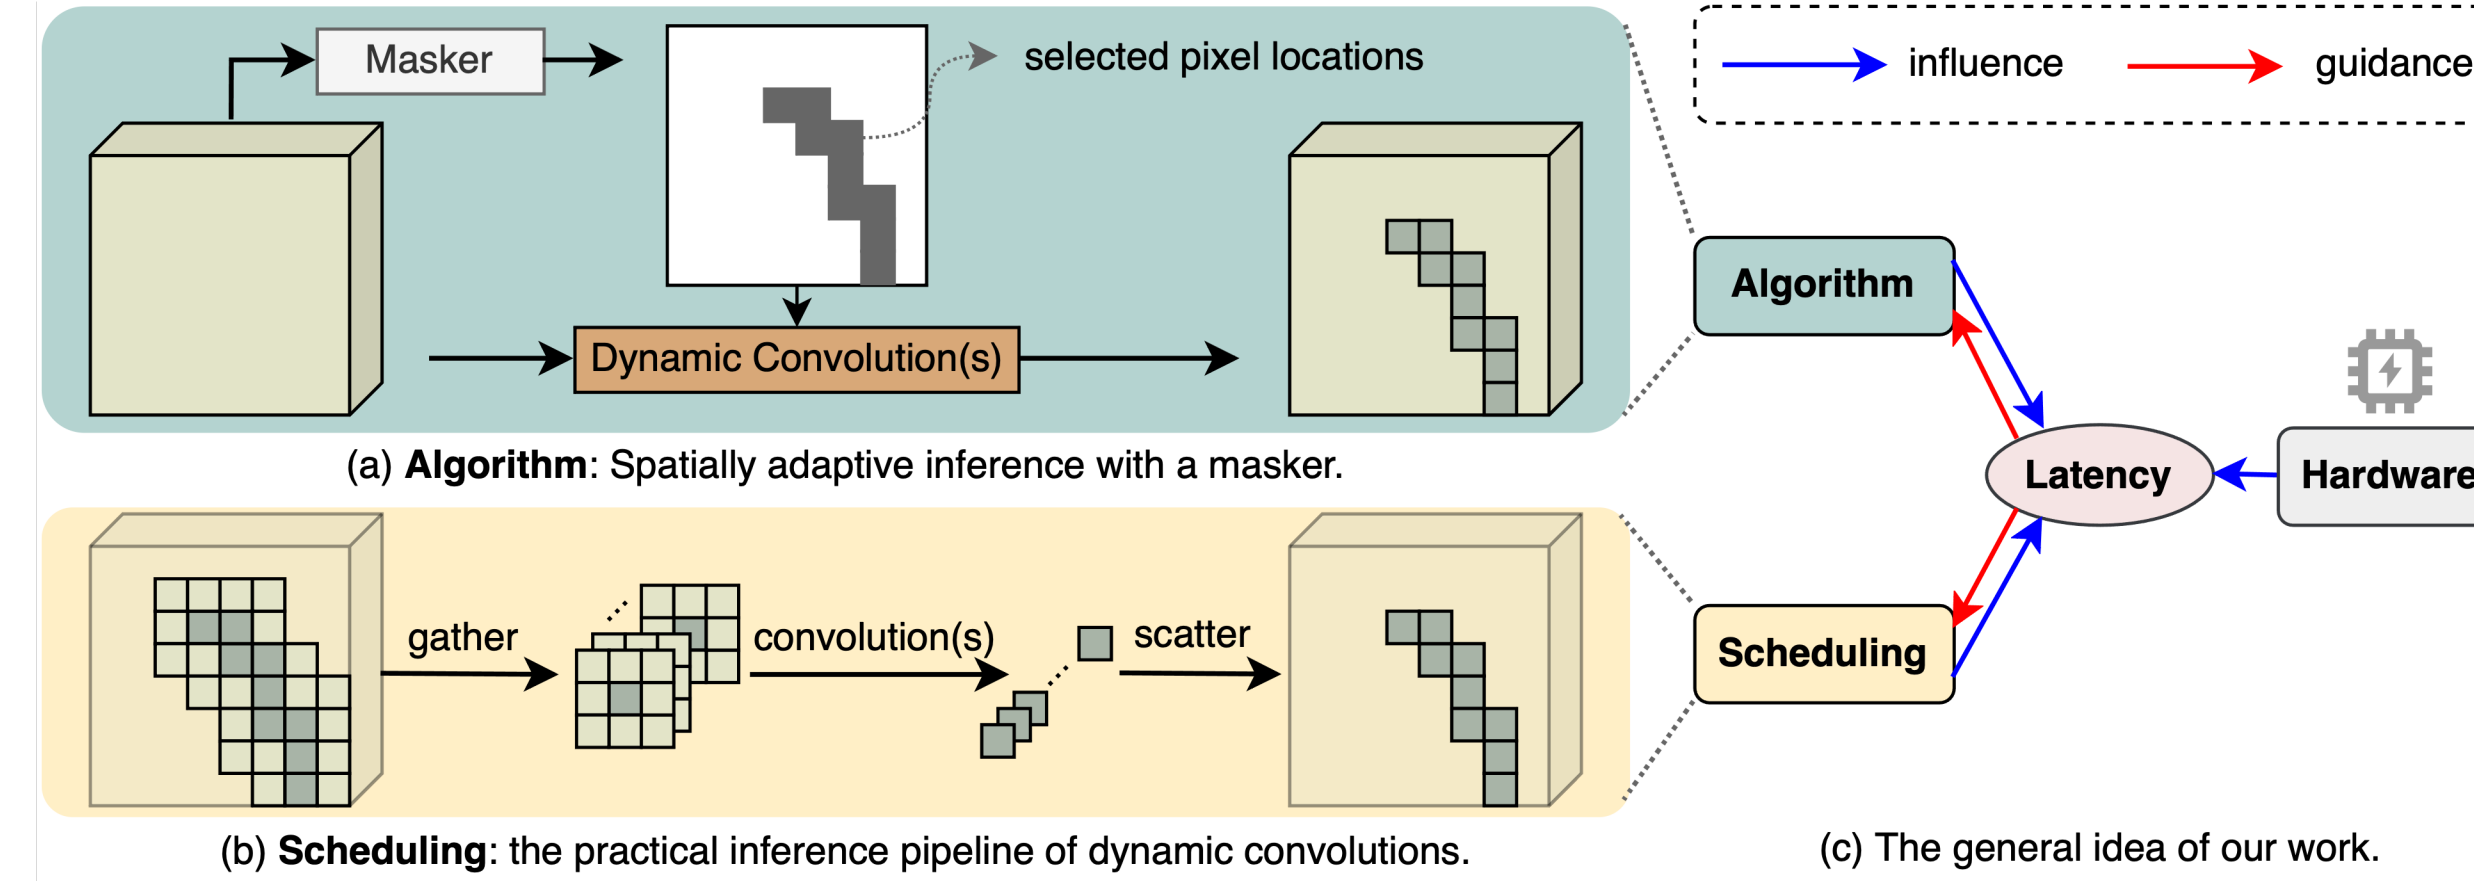 Masker
selected pixel locations
Dynamic Convolution(s)
(a) Algorithm: Spatially adaptive inference with a masker.
gather
convolution(s)
scatter
(b) Scheduling: the practical inference pipeline of dynamic convolutions.
influence
guidance
Algorithm
Latency
Hardware
Scheduling
(c) The general idea of our work.